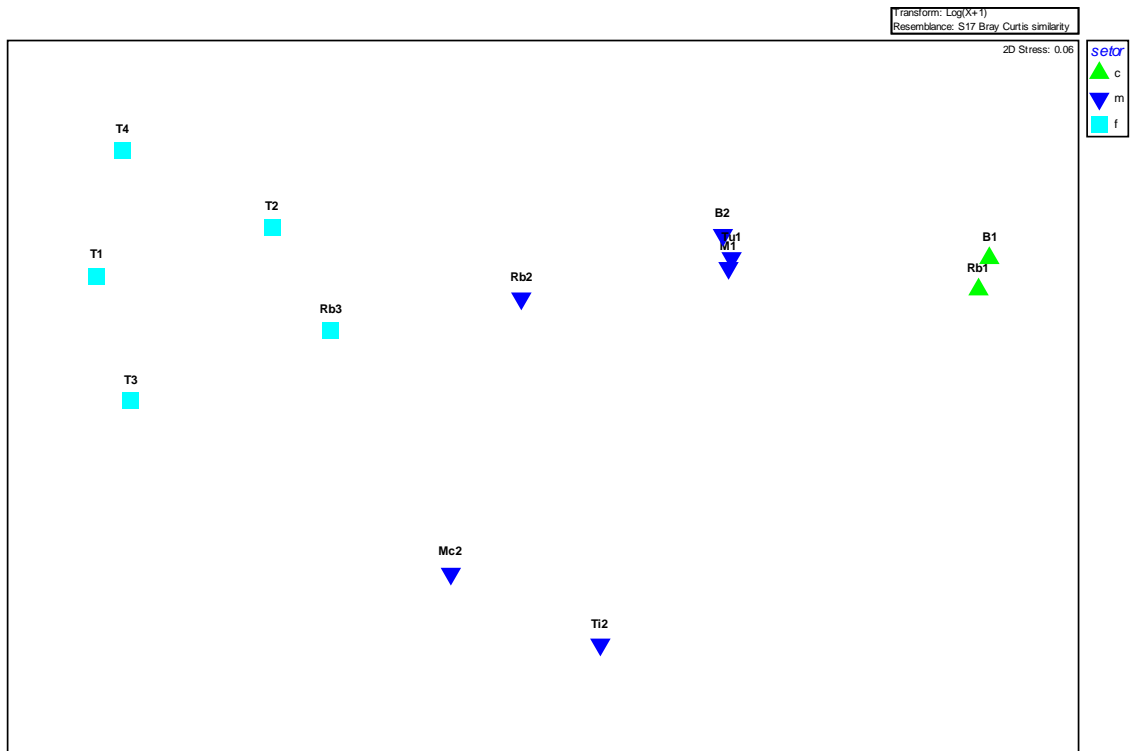 Transform: Log(X+1)
Resemblance: S17 Bray Curtis similarity
2D Stress: 0.06
setor
c
m
f
T4
T2
B2
Tu1
M1
B1
Rb1
T1
Rb2
Rb3
T3
Mc2
Ti2